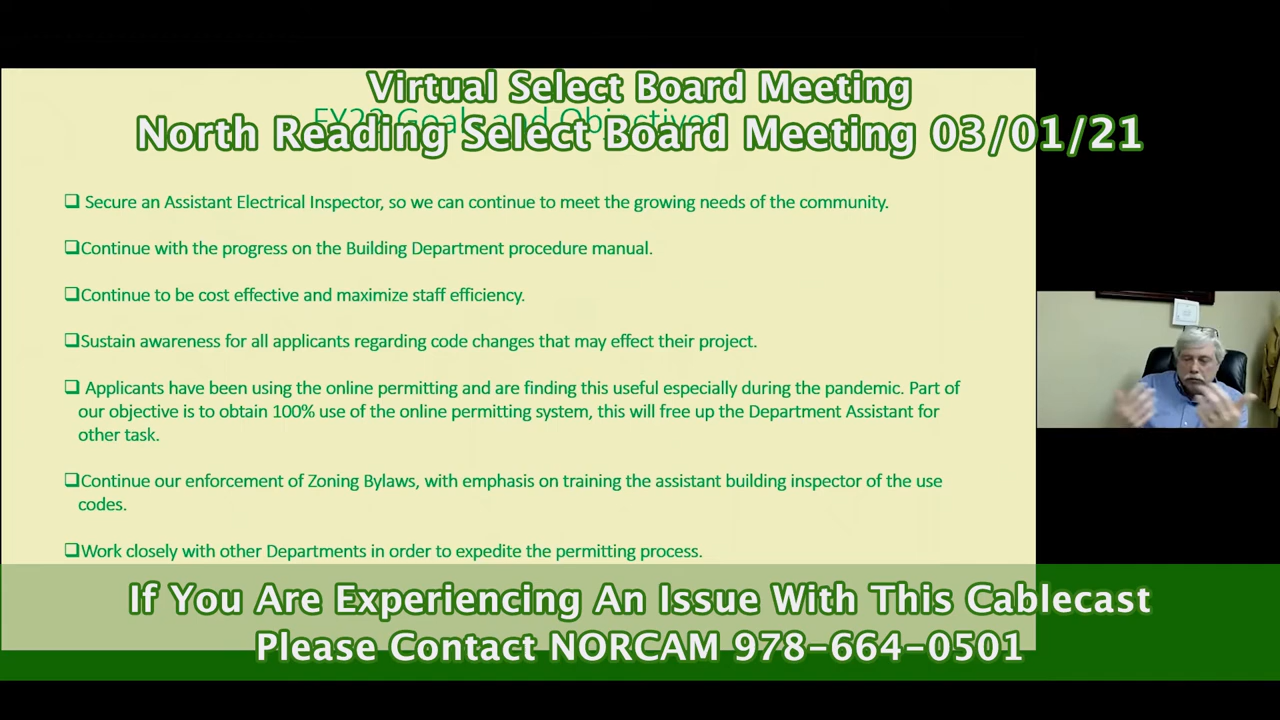 Virtual Select Board Meeting
North Reading Select Board Meeting 03/01/21
❑ Secure an Assistant Electrical Inspector, so we can continue to meet the growing needs of the community.
❑Continue with the progress on the Building Department procedure manual.
❑Continue to be cost effective and maximize staff efficiency.
❑Sustain awareness for all applicants regarding code changes that may effect their project.
❑ Applicants have been using the online permitting and are finding this useful especially during the pandemic. Part of
our objective is to obtain 100% use of the online permitting system, this will free up the Department Assistant for
other task.
❑Continue our enforcement of Zoning Bylaws, with emphasis on training the assistant building inspector of the use
codes.
❑Work closely with other Departments in order to expedite the permitting process.
If You Are Experiencing An Issue With This Cablecast
Please Contact NORCAM 978-664-0501